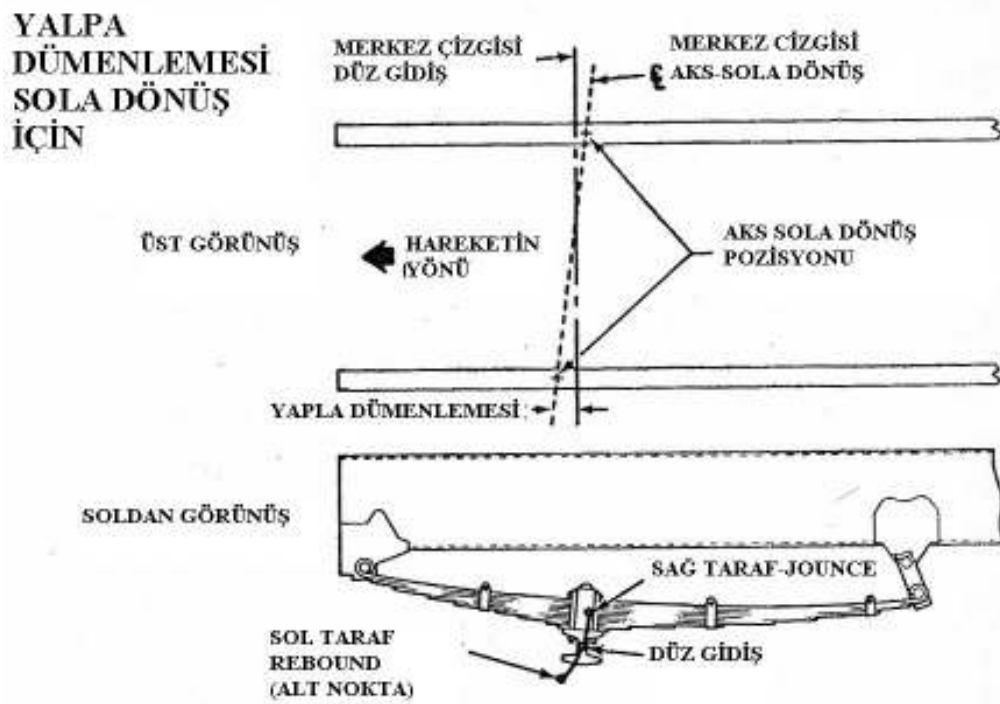 YALPA
DÜMENLEMESİ
SOLA DÖNÜŞ
İÇİN
MERKEZ ÇİZGİSİ
DÜZ GİDİŞ
MERKEZ CİZGİSİ
AKS-SOLA DÖNÜŞ
ÜST GÖRÜNÜŞ
HAREKETİN
YÖNÜ
AKS SOLA DÖNÜŞ
POZİSYONU
YAPLA DÜMENLEMESİ
SOLDAN GÖRÜNÜŞ
SAĞ TARAF-JOUNCE
SOL TARAF
REBOUND
(ALT NOKTA)
DÜZ GİDİŞ